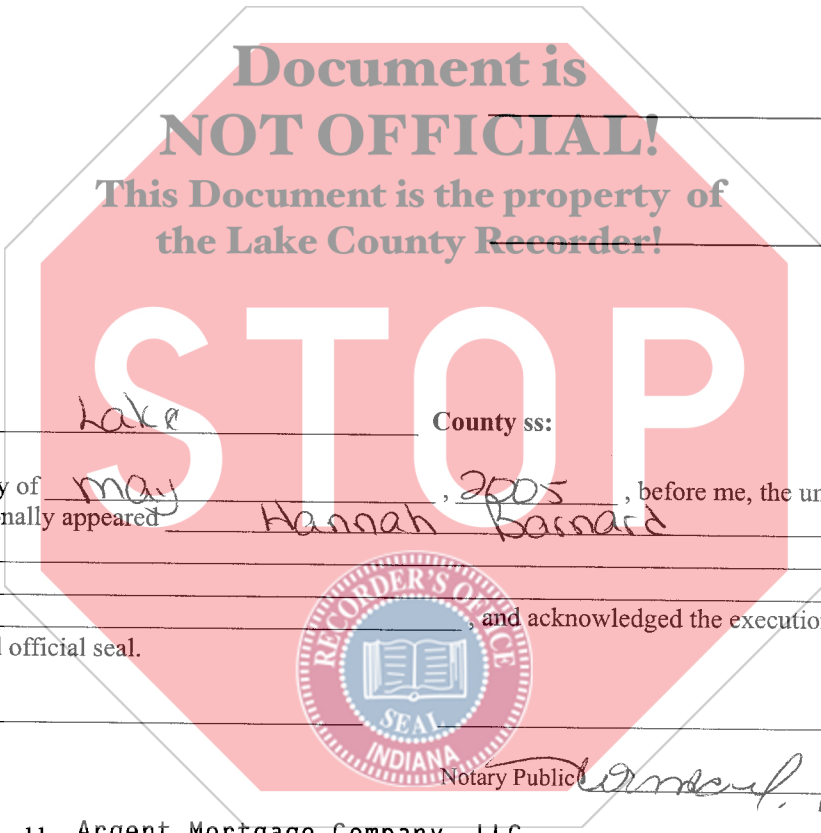 Document is
NOT OFFICIAL!
This Document is the property of
the Lake County Recorder!
STOP
Lake County ss:
y of May , 2005 , before me, the un
nally appeared Hannah Barnard
, and acknowledged the execution
official seal.
RECORDER'S OFFICE
SEAL
INDIANA
Notary Public
Argent Mortgage Company, LLC